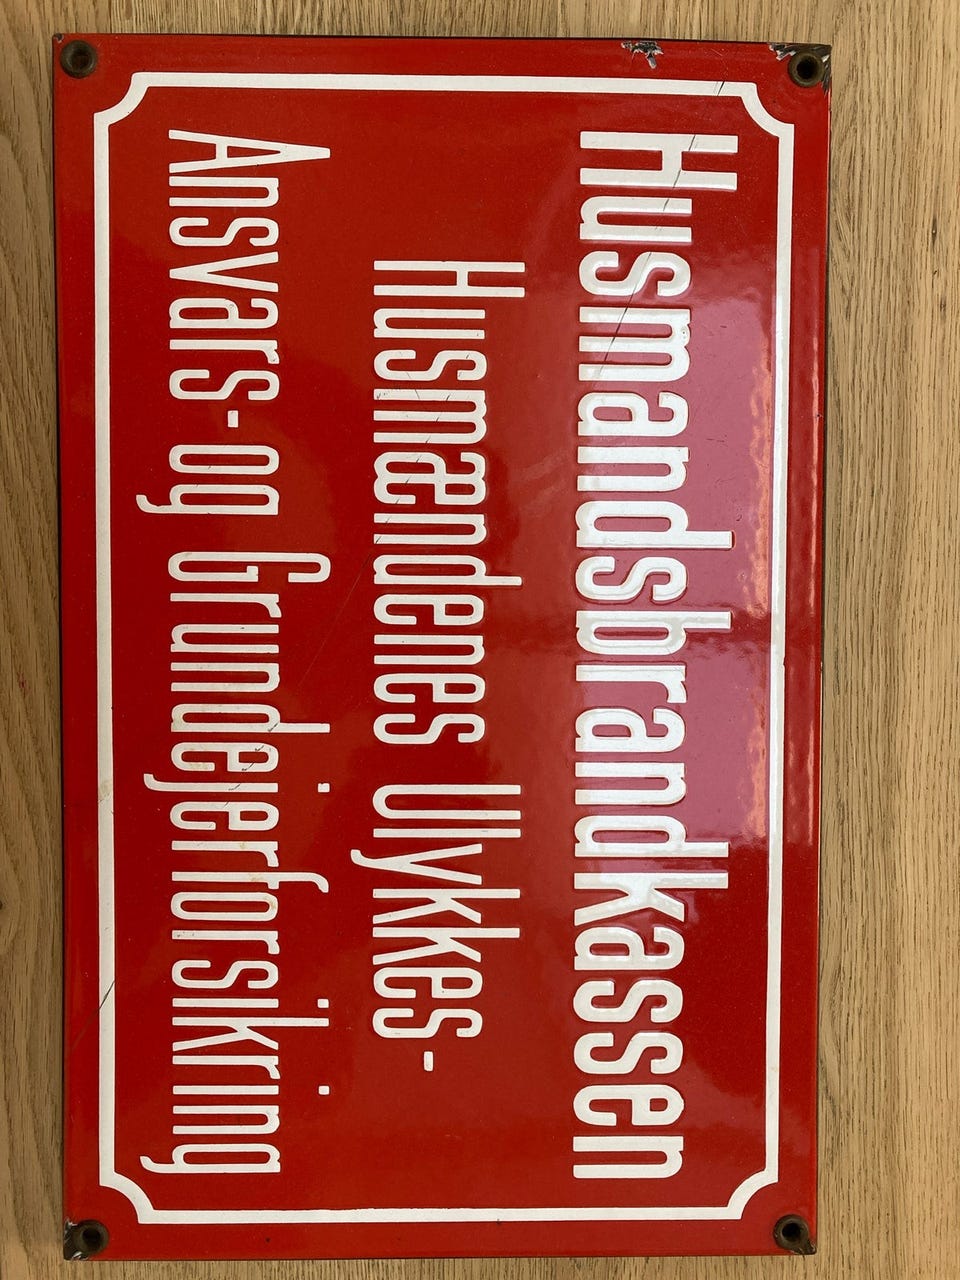 Husmandsbrandkassen
Husmændenes Ulykkes-
Ansvars- og Grundejerforsikring